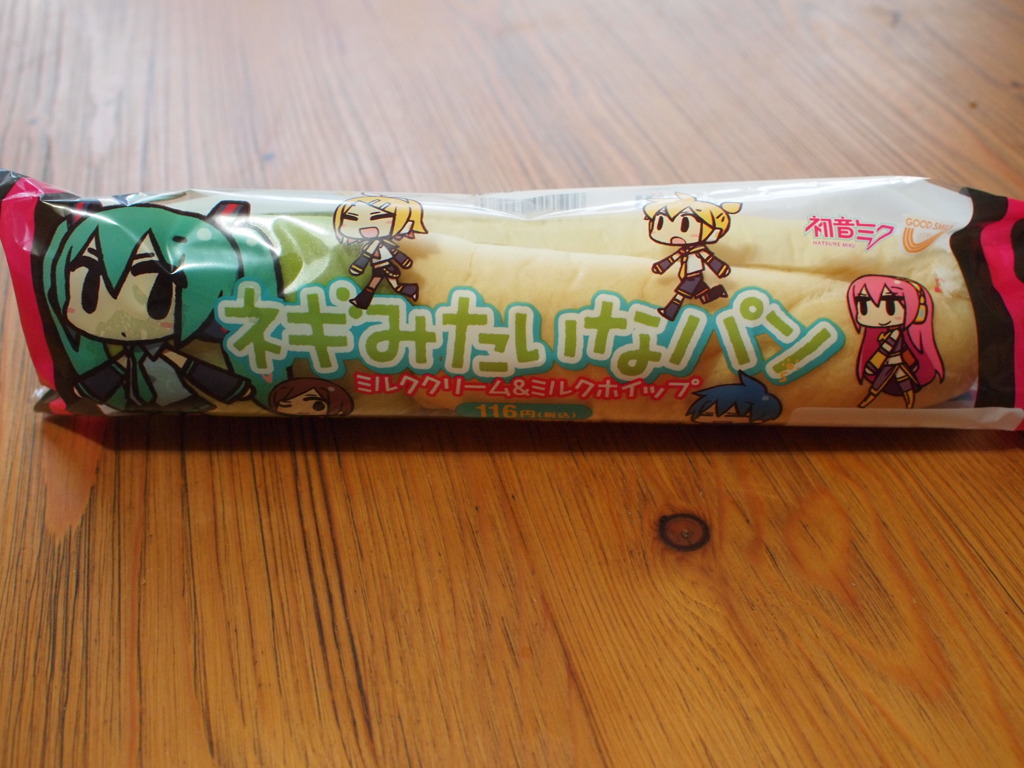 初音ミク
HATSUNE MIKU
GOOD SMILE
ネギみたいなパン
ミルククリーム&ミルクホイップ
116円(税込)